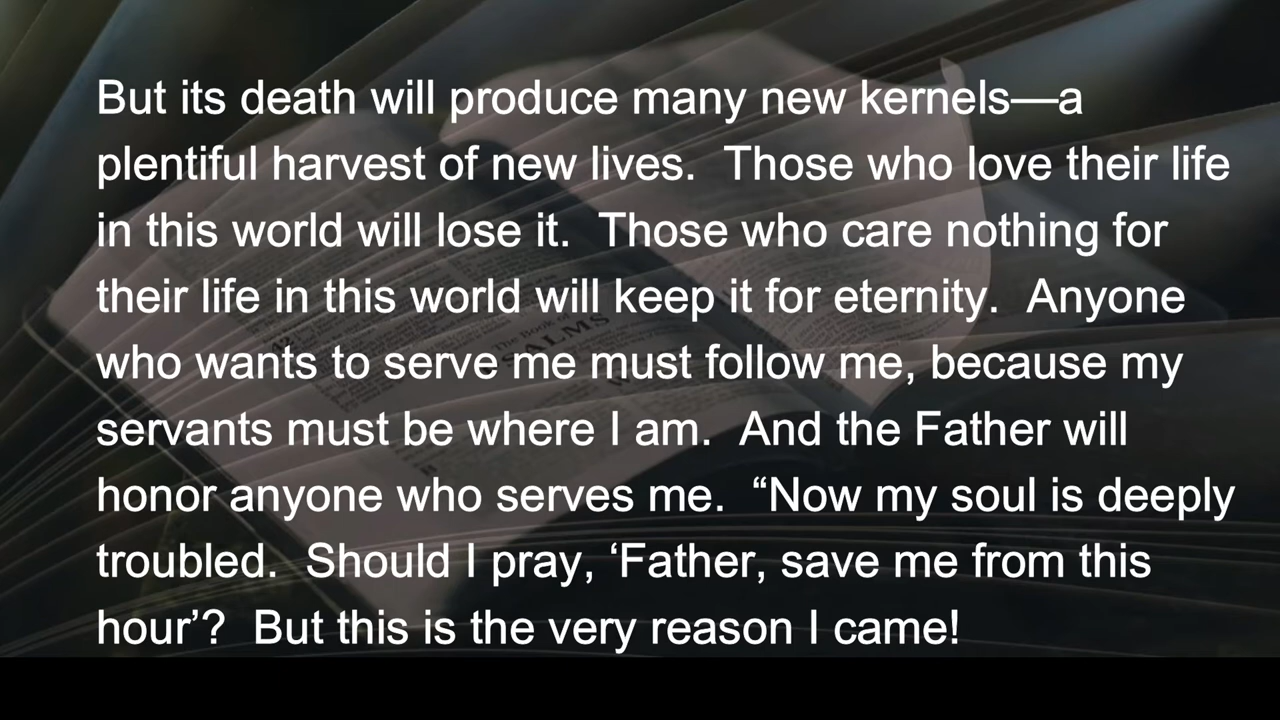 But its death will produce many new kernels—a
plentiful harvest of new lives.  Those who love their life
in this world will lose it.  Those who care nothing for
their life in this world will keep it for eternity.  Anyone
who wants to serve me must follow me, because my
servants must be where I am.  And the Father will
honor anyone who serves me.  “Now my soul is deeply
troubled.  Should I pray, ‘Father, save me from this
hour’?  But this is the very reason I came!
The Book of
PSALMS